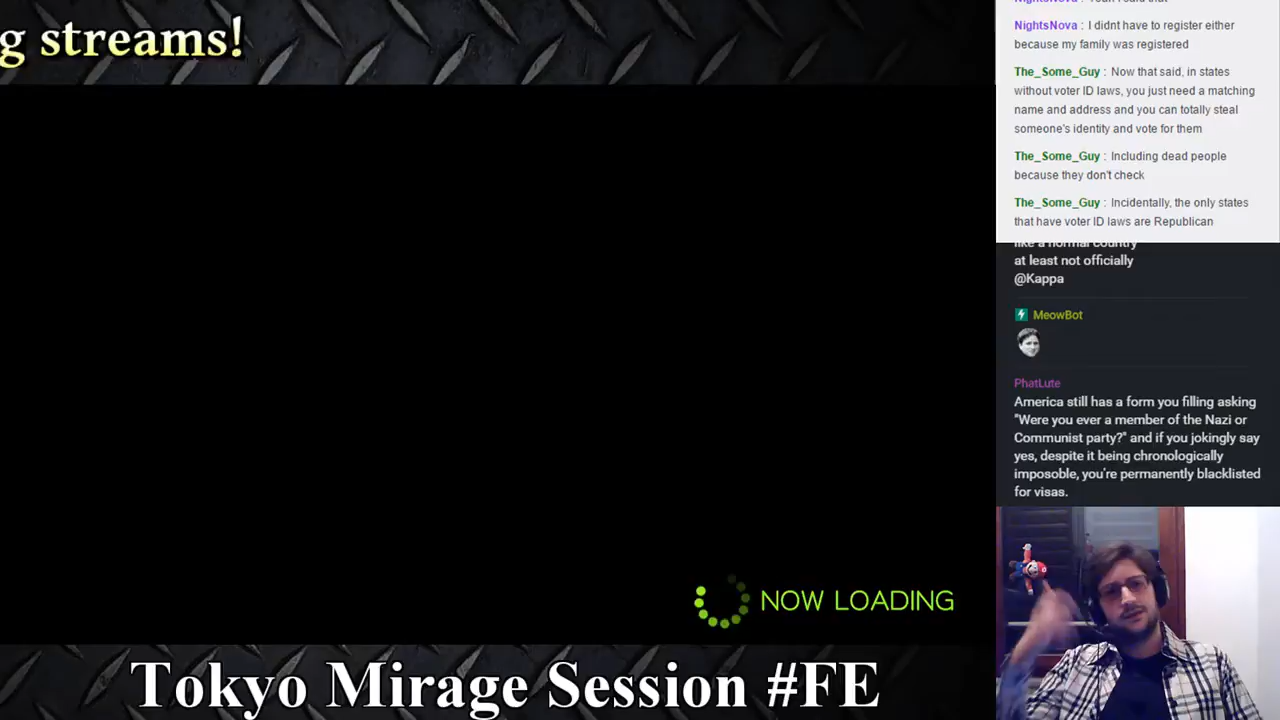 g streams!
NightsNova : I didnt have to register either
because my family was registered
The_Some_Guy : Now that said, in states
without voter ID laws, you just need a matching
name and address and you can totally steal
someone's identity and vote for them
The_Some_Guy : Including dead people
because they don't check
The_Some_Guy : Incidentally, the only states
that have voter ID laws are Republican
like a normal country
at least not officially
@Kappa
MeowBot
PhatLute
America still has a form you filling asking
"Were you ever a member of the Nazi or
Communist party?" and if you jokingly say
yes, despite it being chronologically
imposible, you're permanently blacklisted
for visas.
NOW LOADING
Tokyo Mirage Session #FE